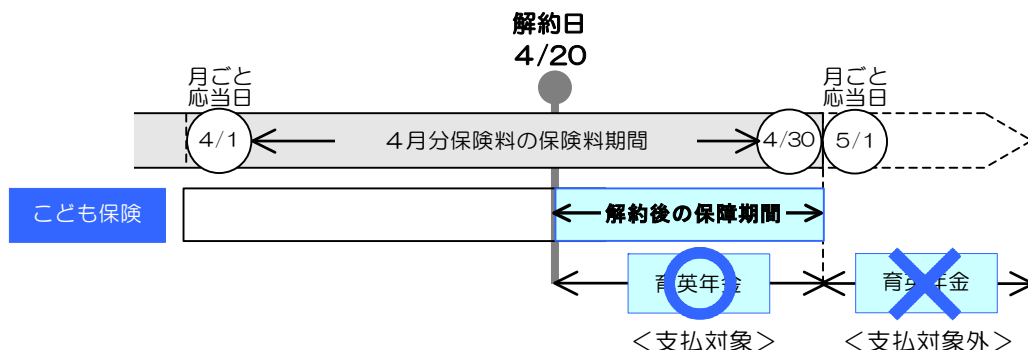 解約日
4/20
月ごと
応当日
月ごと
応当日
4/1
4月分保険料の保険料期間
4/30
5/1
こども保険
解約後の保障期間
育英年金
育英年金
＜支払対象＞
＜支払対象外＞